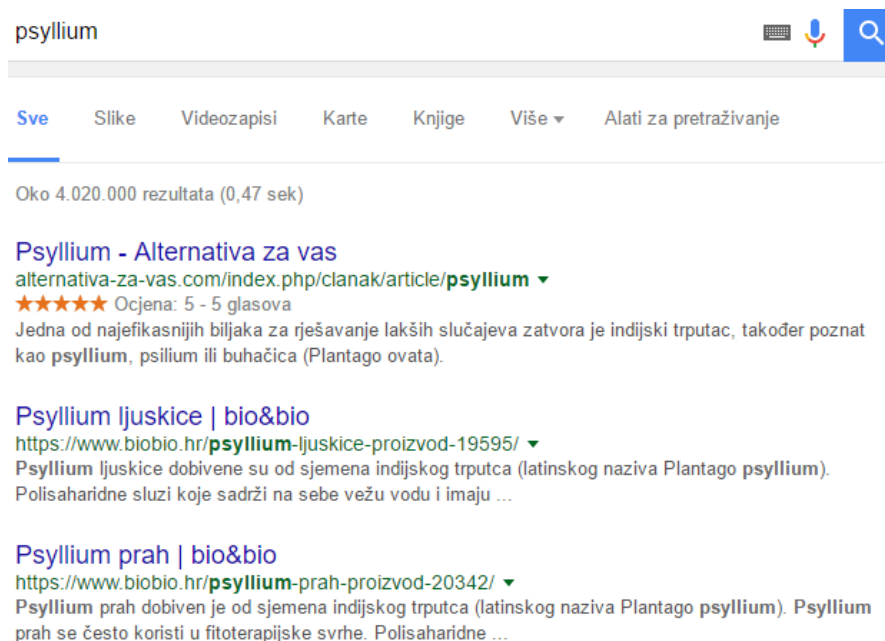 psyllium
Sve Slike Videozapisi Karte Knjige Više Alati za pretraživanje
Oko 4.020.000 rezultata (0,47 sek)
Psyllium - Alternativa za vas
alternativa-za-vas.com/index.php/clanak/article/psyllium
Ocjena: 5 - 5 glasova
Jedna od najefikasnijih biljaka za rješavanje lakših slučajeva zatvora je indijski trputac, također poznat
kao psyllium, psilium ili buhačica (Plantago ovata).
Psyllium ljuskice | bio&bio
https://www.biobio.hr/psyllium-ljuskice-proizvod-19595/
Psyllium ljuskice dobivene su od sjemena indijskog trputca (latinskog naziva Plantago psyllium).
Polisaharidne sluzi koje sadrži na sebe vežu vodu i imaju ...
Psyllium prah | bio&bio
https://www.biobio.hr/psyllium-prah-proizvod-20342/
Psyllium prah dobiven je od sjemena indijskog trputca (latinskog naziva Plantago psyllium). Psyllium
prah se često koristi u fitoterapijske svrhe. Polisaharidne ...